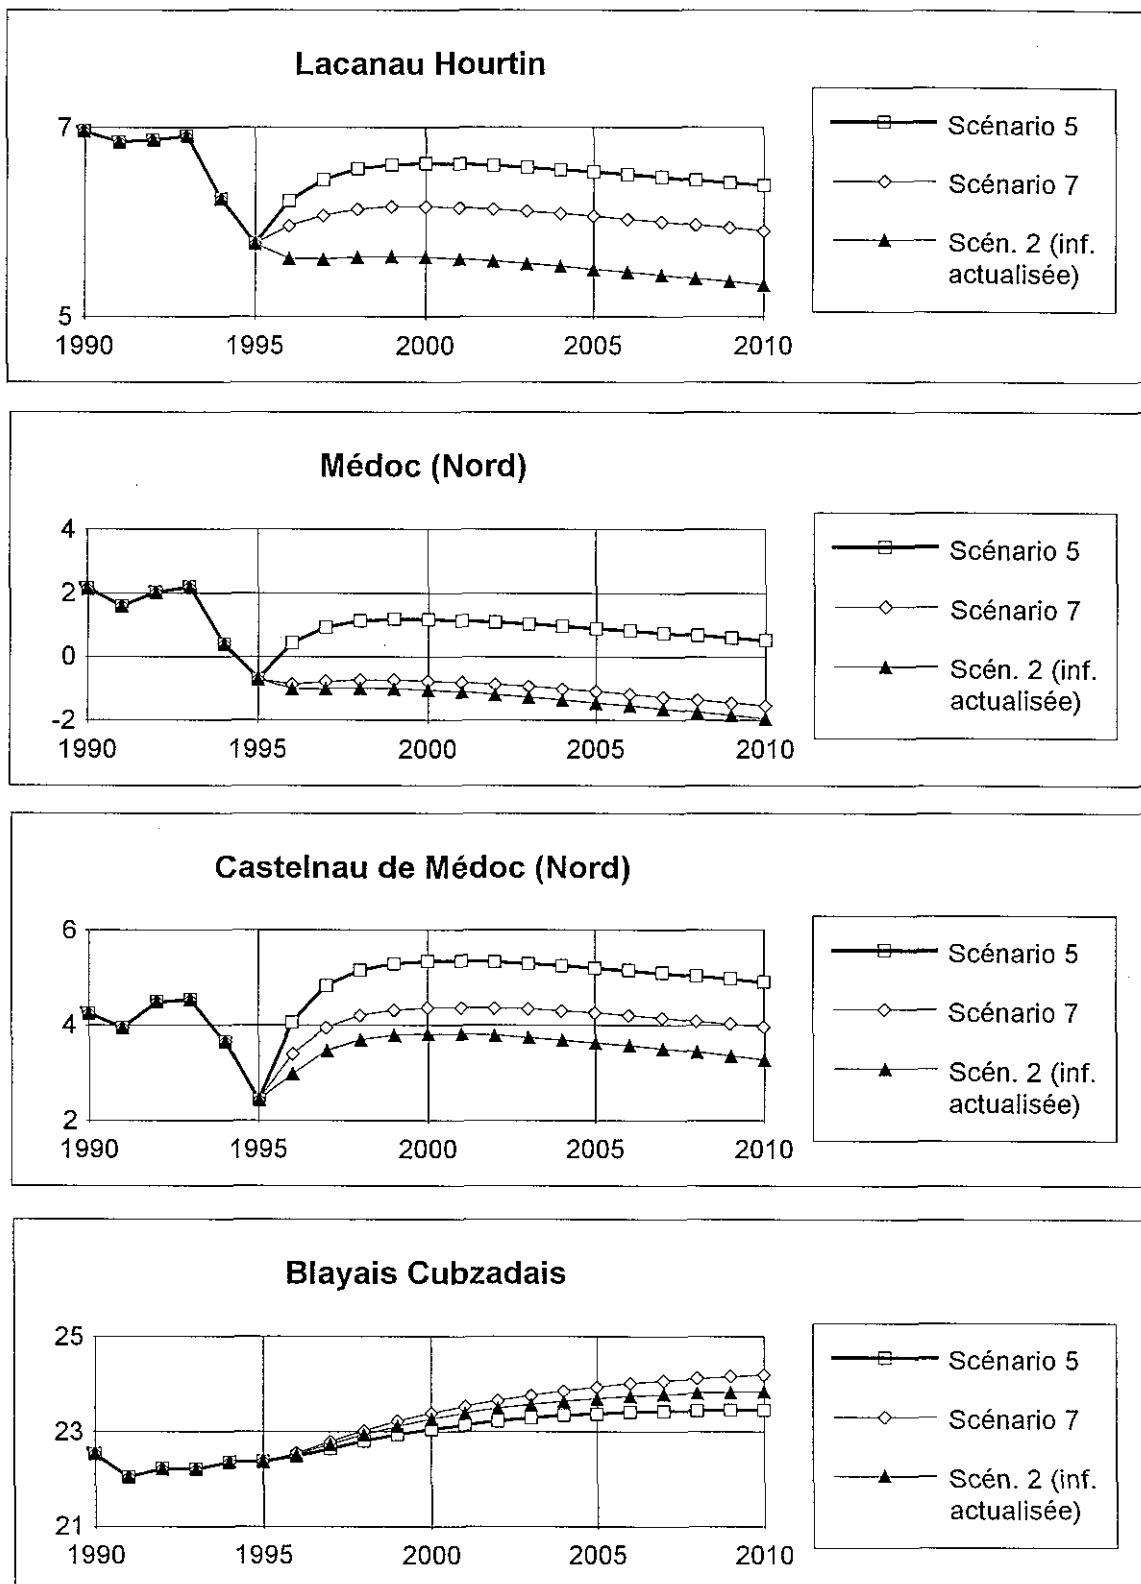 Lacanau Hourtin
7
5
1990 1995 2000 2005 2010
Scénario 5
Scénario 7
Scén. 2 (inf.
actualisée)
Médoc (Nord)
4
2
0
-2
1990 1995 2000 2005 2010
Scénario 5
Scénario 7
Scén. 2 (inf.
actualisée)
Castelnau de Médoc (Nord)
6
4
2
1990 1995 2000 2005 2010
Scénario 5
Scénario 7
Scén. 2 (inf.
actualisée)
Blayais Cubzadais
25
23
21
1990 1995 2000 2005 2010
Scénario 5
Scénario 7
Scén. 2 (inf.
actualisée)